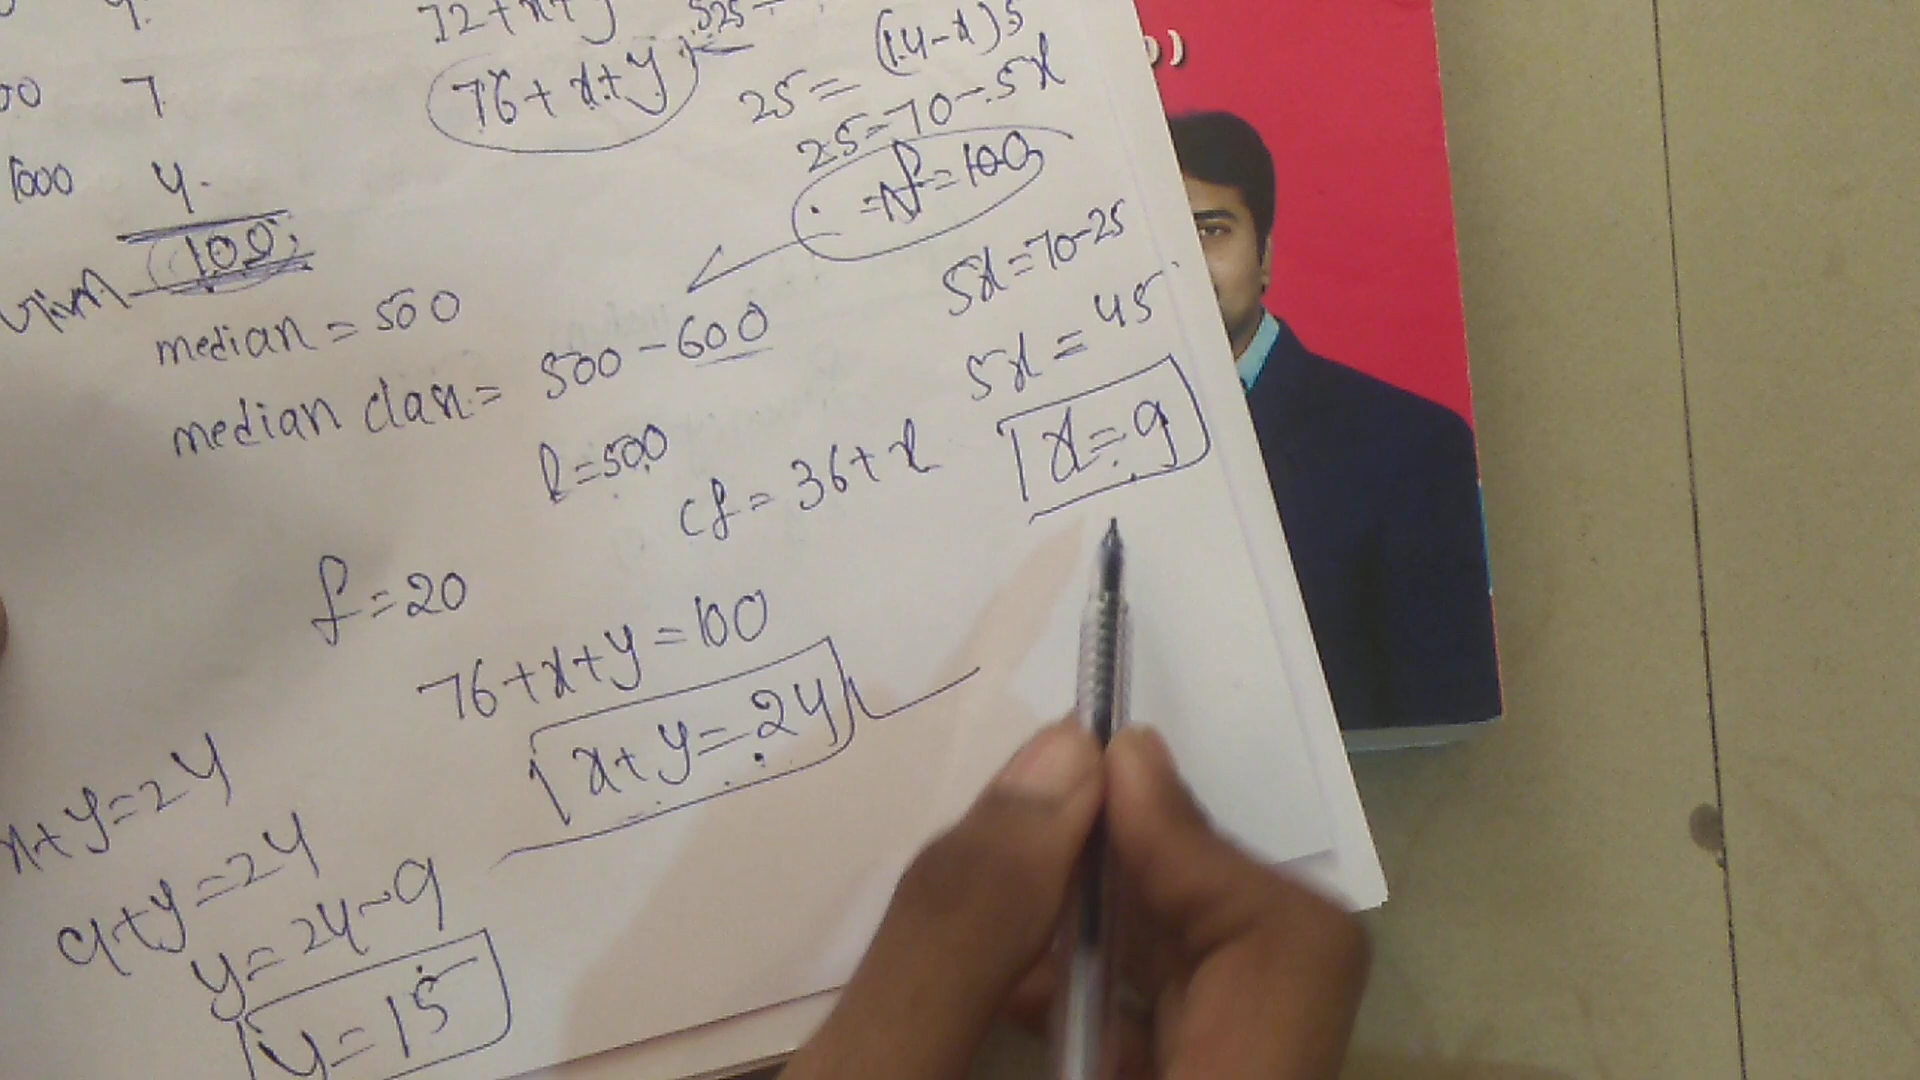 72+x+y 525
76+x+y
7
1000 4
100
25= (14-x)5
25=70-5x
=N=100
5x=70-25
5x=45
x=9
median = 500
median class = 500-600
l=500
cf = 36+x
f=20
76+x+y=100
x+y=24
x+y=24
9+y=24
y=24-9
y=15